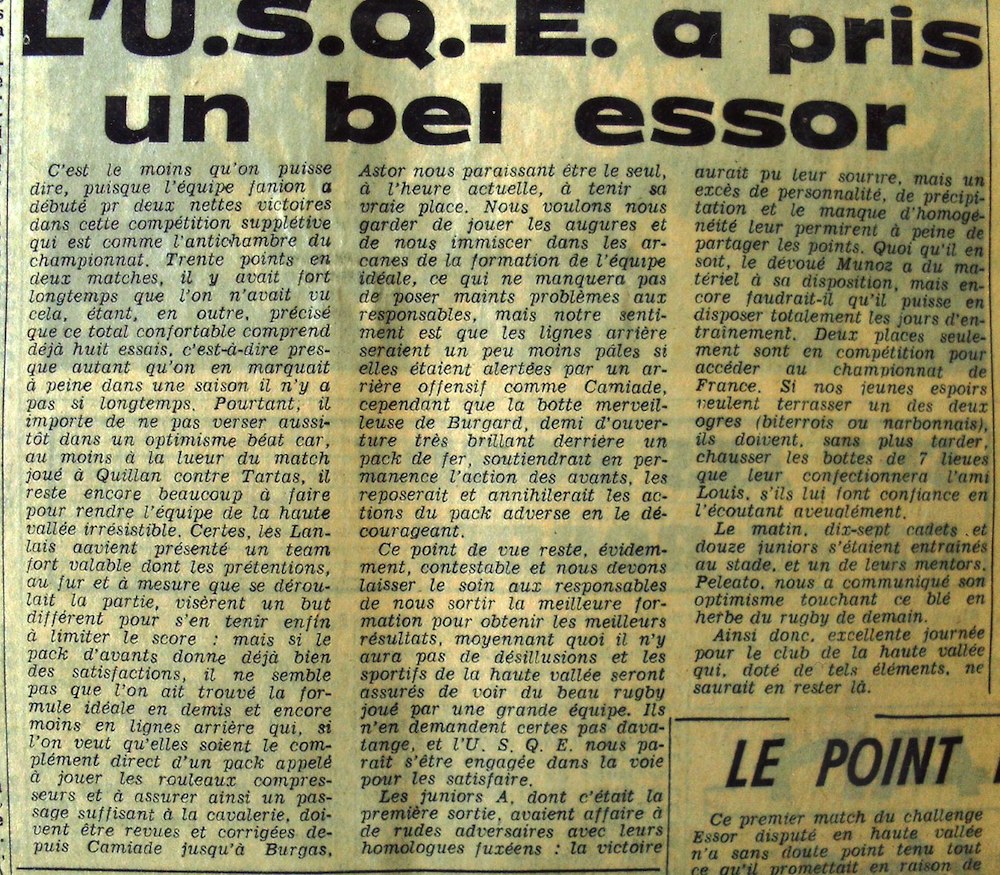 L'U.S.Q.-E. a pris
un bel essor
C'est le moins qu'on puisse
dire, puisque l'équipe fanion a
débuté pr deux nettes victoires
dans cette compétition supplétive
qui est comme l'antichambre du
championnat. Trente points en
deux matches, il y avait fort
longtemps que l'on n'avait vu
cela, étant, en outre, précisé
que ce total confortable comprend
déjà huit essais, c'est-à-dire pres-
que autant qu'on en marquait
à peine dans une saison il n'y a
pas si longtemps. Pourtant, il
importe de ne pas verser aussi-
tôt dans un optimisme béat car,
au moins à la lueur du match
joué à Quillan contre Tartas, il
reste encore beaucoup à faire
pour rendre l'équipe de la haute
vallée irrésistible. Certes, les Lan-
lais aavient présenté un team
fort valable dont les prétentions,
au fur et à mesure que se dérou-
lait la partie, visèrent un but
différent pour s'en tenir enfin
à limiter le score : mais si le
pack d'avants donne déjà bien
des satisfactions, il ne semble
pas que l'on ait trouvé la for-
mule idéale en demis et encore
moins en lignes arrière qui, si
l'on veut qu'elles soient le com-
plément direct d'un pack appelé
à jouer les rouleaux compres-
seurs et à assurer ainsi un pas-
sage suffisant à la cavalerie, doi-
vent être revues et corrigées de-
puis Camiade jusqu'à Burgas,
Astor nous paraissant être le seul,
à l'heure actuelle, à tenir sa
vraie place. Nous voulons nous
garder de jouer les augures et
de nous immiscer dans les ar-
canes de la formation de l'équipe
idéale, ce qui ne manquera pas
de poser maints problèmes aux
responsables, mais notre senti-
ment est que les lignes arrière
seraient un peu moins pâles si
elles étaient alertées par un ar-
rière offensif comme Camiade,
cependant que la botte merveil-
leuse de Burgard, demi d'ouver-
ture très brillant derrière un
pack de fer, soutiendrait en per-
manence l'action des avants, les
reposerait et annihilerait les ac-
tions du pack adverse en le dé-
courageant.
Ce point de vue reste, évidem-
ment, contestable et nous devons
laisser le soin aux responsables
de nous sortir la meilleure for-
mation pour obtenir les meilleurs
résultats, moyennant quoi il n'y
aura pas de désillusions et les
sportifs de la haute vallée seront
assurés de voir du beau rugby
joué par une grande équipe. Ils
n'en demandent certes pas dava-
tange, et l'U. S. Q. E. nous pa-
rait s'être engagée dans la voie
pour les satisfaire.
Les juniors A, dont c'était la
première sortie, avaient affaire à
de rudes adversaires avec leurs
homologues fuxéens : la victoire
aurait pu leur sourire, mais un
excès de personnalité, de précipi-
tation et le manque d'homogé-
néité leur permirent à peine de
partager les points. Quoi qu'il en
soit, le dévoué Munoz a du ma-
tériel à sa disposition, mais en-
core faudrait-il qu'il puisse en
disposer totalement les jours d'en-
trainement. Deux places seule-
ment sont en compétition pour
accéder au championnat de
France. Si nos jeunes espoirs
veulent terrasser un des deux
ogres (biterrois ou narbonnais),
ils doivent, sans plus tarder,
chausser les bottes de 7 lieues
que leur confectionnera l'ami
Louis, s'ils lui font confiance en
l'écoutant aveuglément.
Le matin, dix-sept cadets et
douze juniors s'étaient entrainés
au stade, et un de leurs mentors,
Peleato, nous a communiqué son
optimisme touchant ce blé en
herbe du rugby de demain.
Ainsi donc, excellente journée
pour le club de la haute vallée
qui, doté de tels éléments, ne
saurait en rester là.
LE POINT
Ce premier match du challenge
Essor disputé en haute vallée
n'a sans doute point tenu tout
ce qu'il promettait en raison de